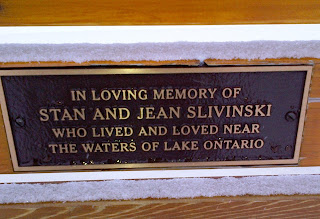 IN LOVING MEMORY OF
STAN AND JEAN SLIVINSKI
WHO LIVED AND LOVED NEAR
THE WATERS OF LAKE ONTARIO